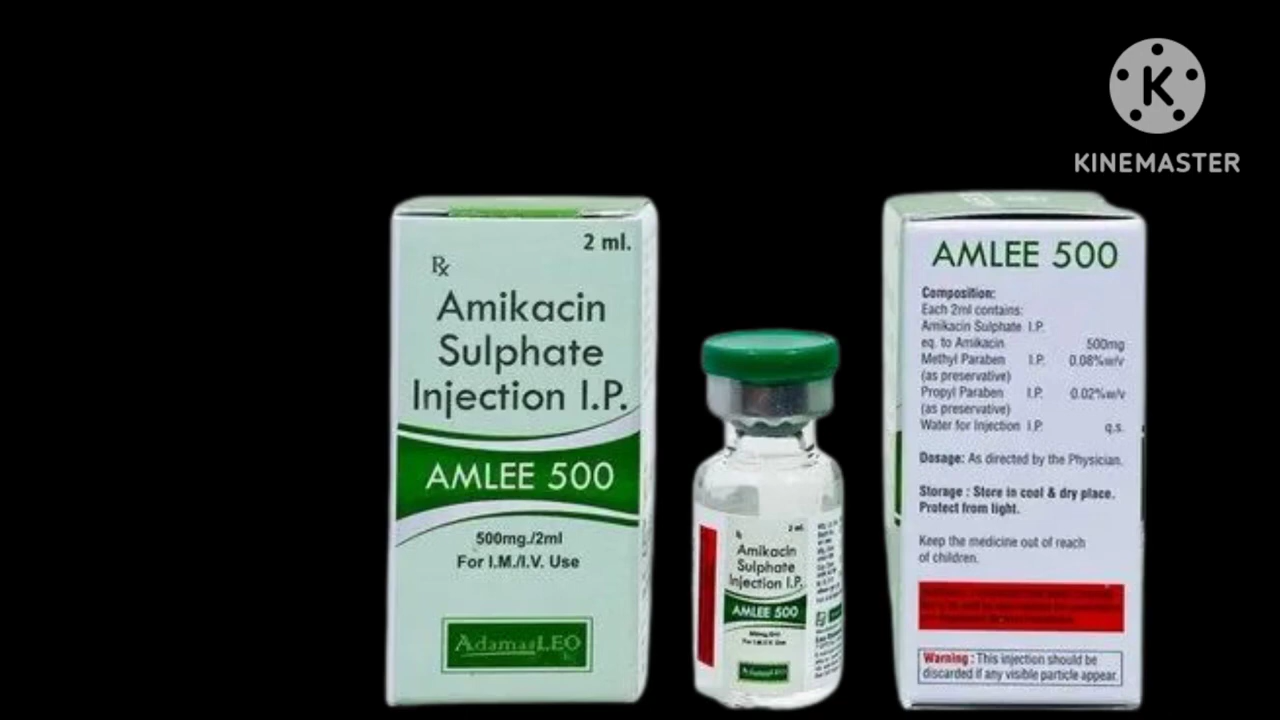 K
KINEMASTER
2 ml.
Rx
Amikacin
Sulphate
Injection I.P.
AMLEE 500
500mg./2ml
For I.M./I.V. Use
AdamasLEO
2 ml.
Amikacin
Sulphate
Injection I.P.
AMLEE 500
For I.M./I.V. Use
AdamasLEO
AMLEE 500
Composition:
Each 2ml contains:
Amikacin Sulphate I.P.
eq. to Amikacin 500mg
Methyl Paraben I.P. 0.08%w/v
(as preservative)
Propyl Paraben I.P. 0.02%w/v
(as preservative)
Water for Injection I.P. q.s.
Dosage: As directed by the Physician.
Storage : Store in cool & dry place.
Protect from light.
Keep the medicine out of reach
of children.
Warning : This injection should be
discarded if any visible particle appear.